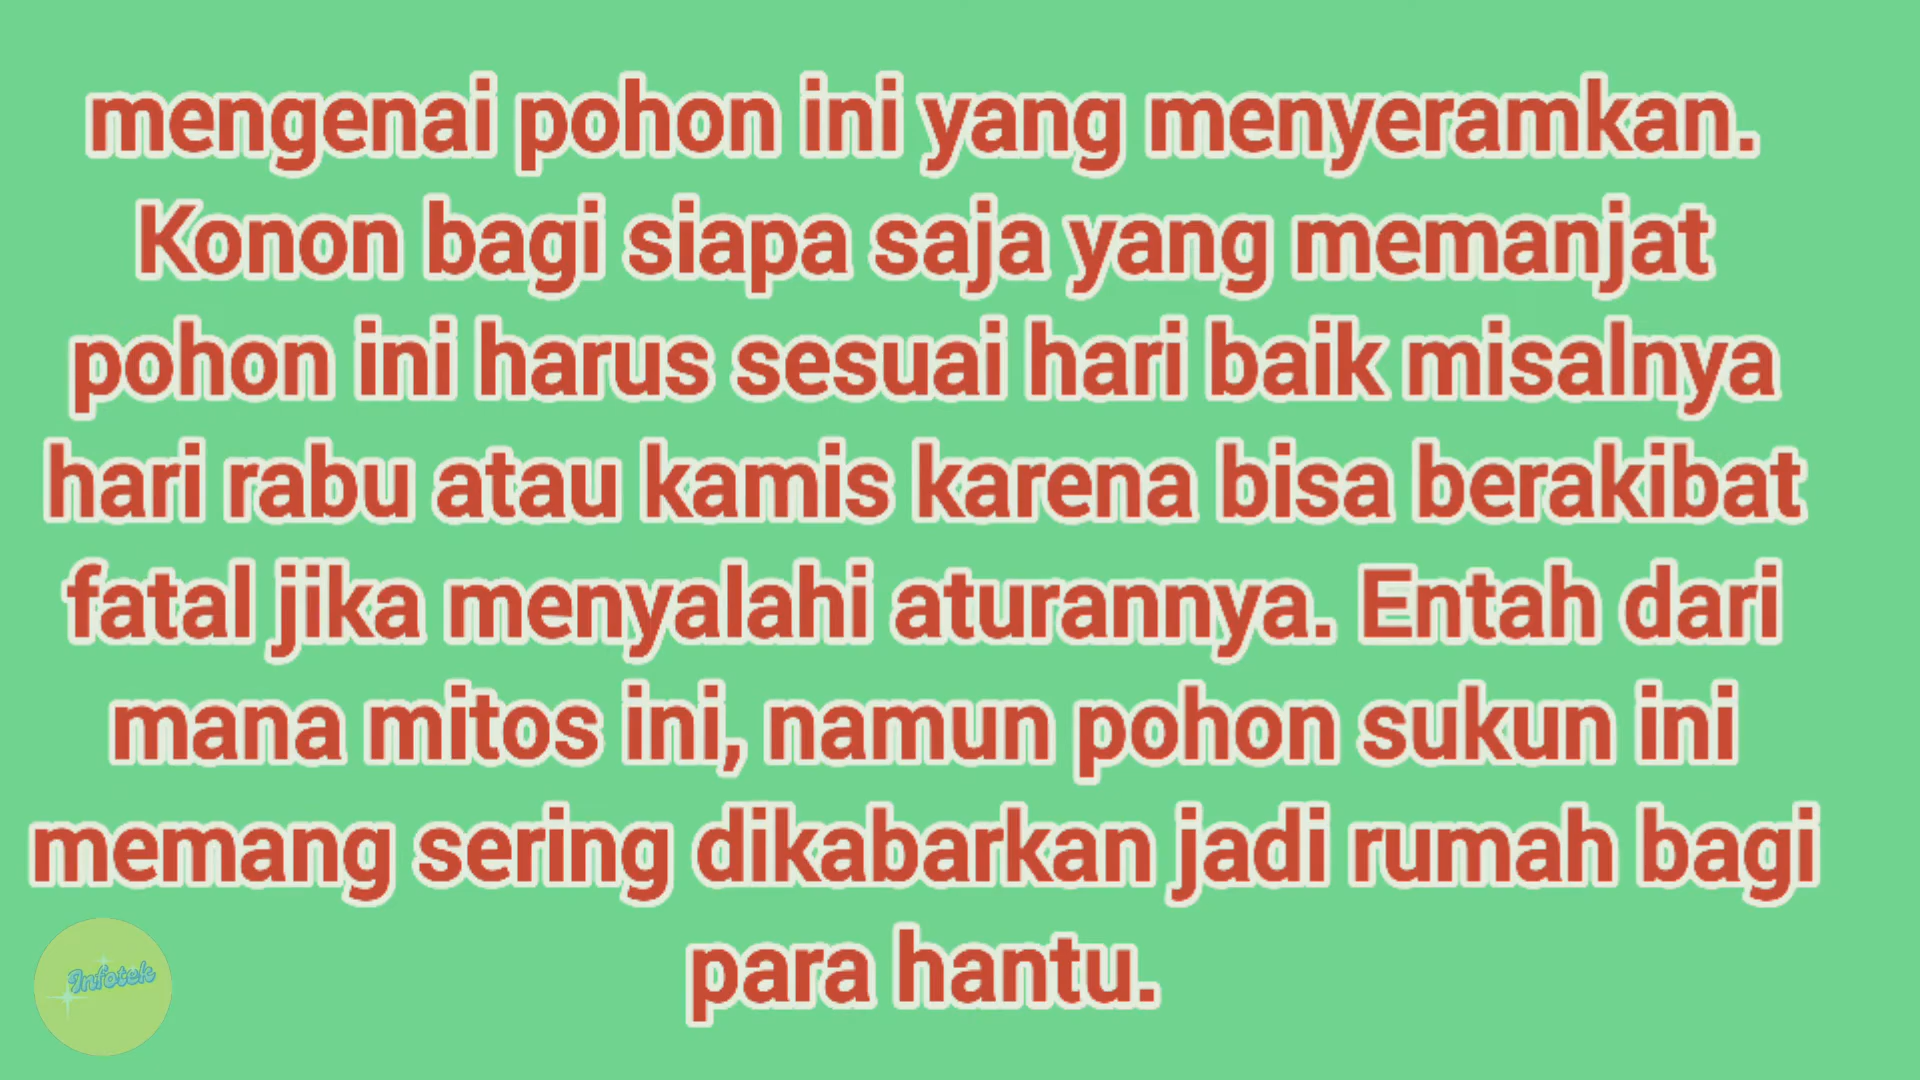 mengenai pohon ini yang menyeramkan.
Konon bagi siapa saja yang memanjat
pohon ini harus sesuai hari baik misalnya
hari rabu atau kamis karena bisa berakibat
fatal jika menyalahi aturannya. Entah dari
mana mitos ini, namun pohon sukun ini
memang sering dikabarkan jadi rumah bagi
para hantu.
Infotek